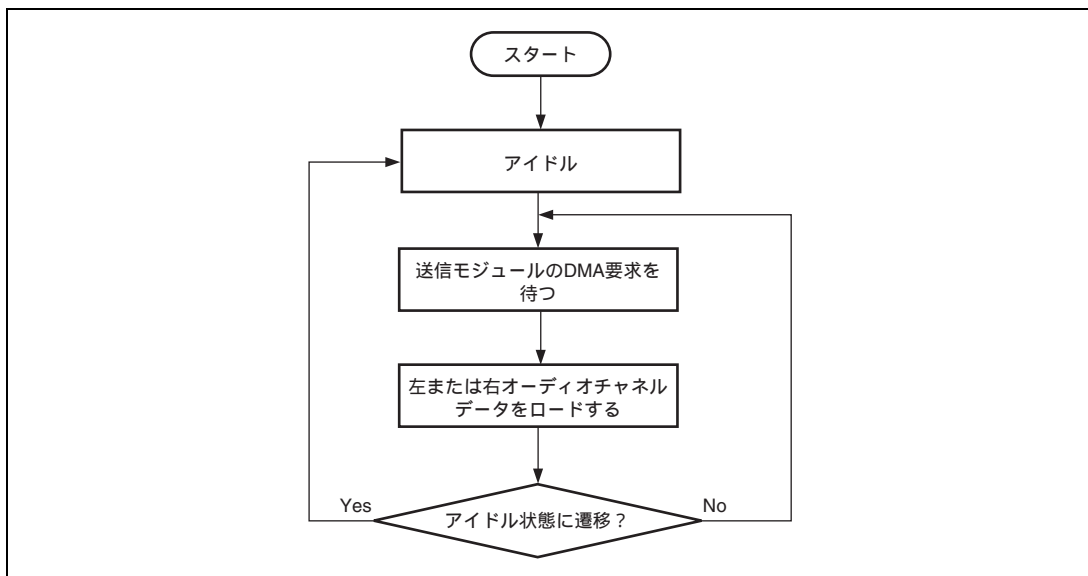 スタート
アイドル
送信モジュールのDMA要求を
待つ
左または右オーディオチャネル
データをロードする
Yes
アイドル状態に遷移？
No